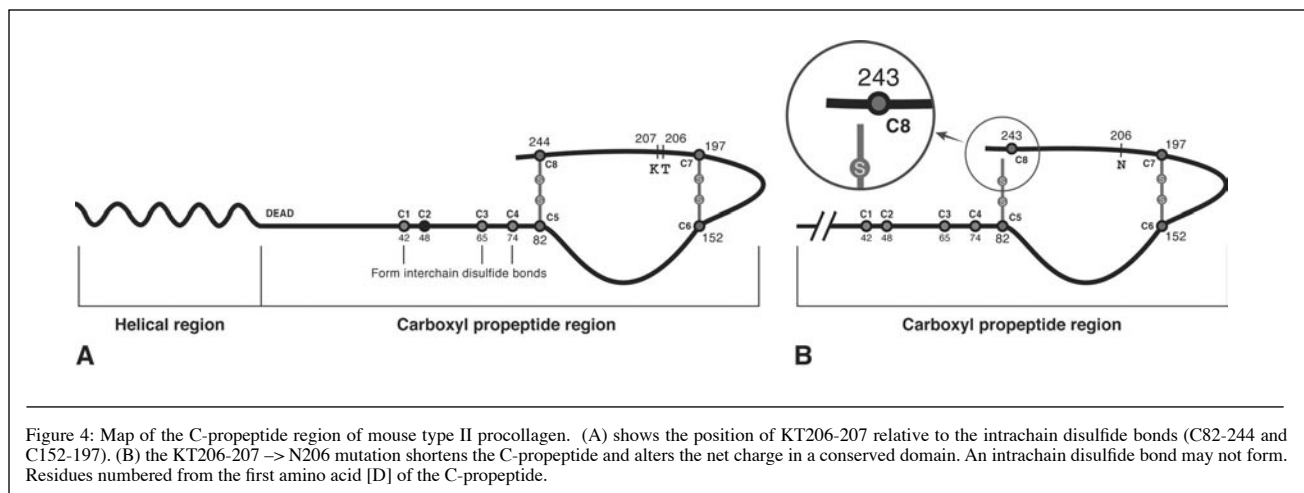 243
C8
S
244
C8
207 206
K T
197
C7
S
S
S
S
DEAD
C1
C2
C3
C4
C5
C6
42
48
65
74
82
152
Form interchain disulfide bonds
Helical region
Carboxyl propeptide region
A
243
C8
206
N
197
C7
S
S
S
C1
C2
C3
C4
C5
C6
42
48
65
74
82
152
Carboxyl propeptide region
B
Figure 4: Map of the C-propeptide region of mouse type II procollagen. (A) shows the position of KT206-207 relative to the intrachain disulfide bonds (C82-244 and
C152-197). (B) the KT206-207 –> N206 mutation shortens the C-propeptide and alters the net charge in a conserved domain. An intrachain disulfide bond may not form.
Residues numbered from the first amino acid [D] of the C-propeptide.